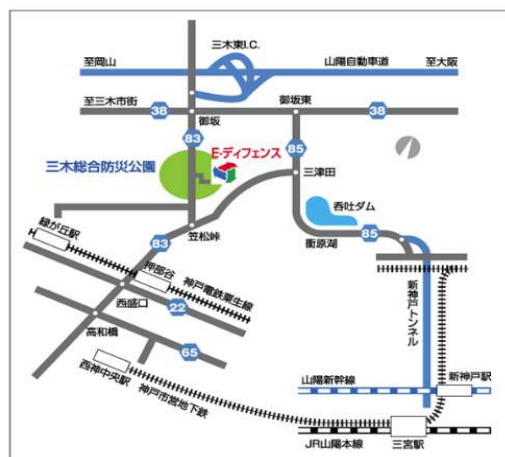 三木東I.C.
至岡山
山陽自動車道
至大阪
至三木市街
38
御坂東
38
御坂
83
85
E-ディフェンス
三木総合防災公園
三津田
呑吐ダム
緑が丘駅
83
笠松峠
衝原湖
85
押部谷
神戸電鉄粟生線
西盛口
22
新神戸トンネル
高和橋
65
西神中央駅
神戸市営地下鉄
山陽新幹線
新神戸駅
JR山陽本線
三宮駅